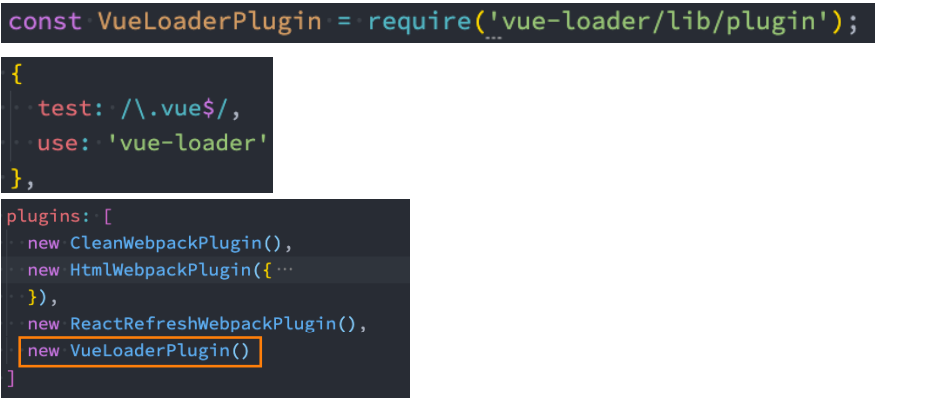 const VueLoaderPlugin = require('vue-loader/lib/plugin');
{
test: /\.vue$/,
use: 'vue-loader'
},
plugins: [
new CleanWebpackPlugin(),
new HtmlWebpackPlugin({ ···
}),
new ReactRefreshWebpackPlugin(),
new VueLoaderPlugin()
]